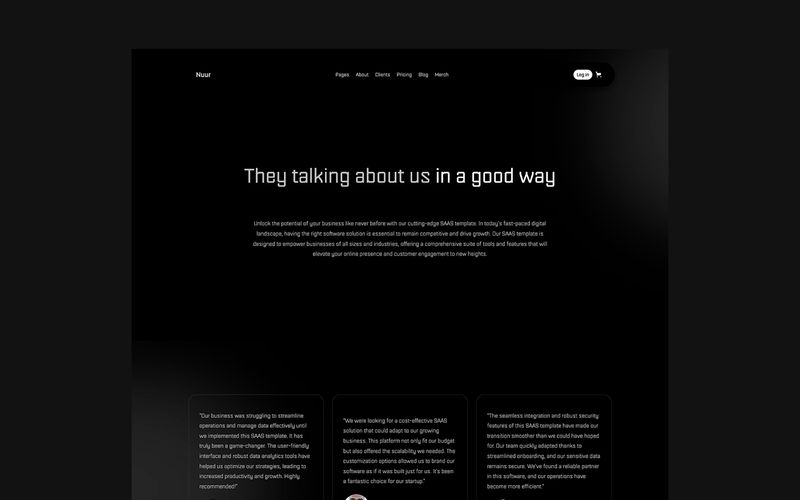 Nuur
Pages About Clients Pricing Blog Merch
Log in
They talking about us in a good way
Unlock the potential of your business like never before with our cutting-edge SAAS template. In today's fast-paced digital
landscape, having the right software solution is essential to remain competitive and drive growth. Our SAAS template is
designed to empower businesses of all sizes and industries, offering a comprehensive suite of tools and features that will
elevate your online presence and customer engagement to new heights.
"Our business was struggling to streamline
operations and manage data effectively until
we implemented this SAAS template. It has
truly been a game-changer. The user-friendly
interface and robust data analytics tools have
helped us optimize our strategies, leading to
increased productivity and growth. Highly
recommended!"
"We were looking for a cost-effective SAAS
solution that could adapt to our growing
business. This platform not only fit our budget
but also offered the scalability we needed. The
customization options allowed us to brand our
software as if it was built just for us. It's been
a fantastic choice for our startup."
"The seamless integration and robust security
features of this SAAS template have made our
transition smoother than we could have hoped
for. Our team quickly adapted thanks to
streamlined onboarding, and our sensitive data
remains secure. We've found a reliable partner
in this software, and our operations have
become more efficient."